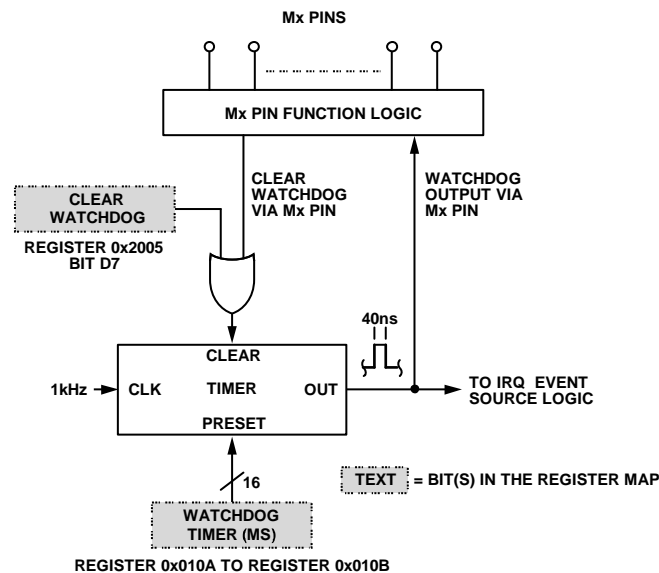 Mx PINS
Mx PIN FUNCTION LOGIC
CLEAR
WATCHDOG
VIA Mx PIN
WATCHDOG
OUTPUT VIA
Mx PIN
CLEAR
WATCHDOG
REGISTER 0x2005
BIT D7
40ns
CLEAR
1kHz
CLK
TIMER
OUT
PRESET
TO IRQ EVENT
SOURCE LOGIC
16
WATCHDOG
TIMER (MS)
REGISTER 0x010A TO REGISTER 0x010B
TEXT = BIT(S) IN THE REGISTER MAP